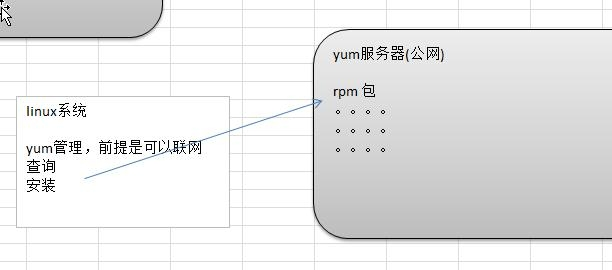 linux系统
yum管理，前提是可以联网
查询
安装
yum服务器(公网)
rpm 包
。。。。
。。。。
。。。。